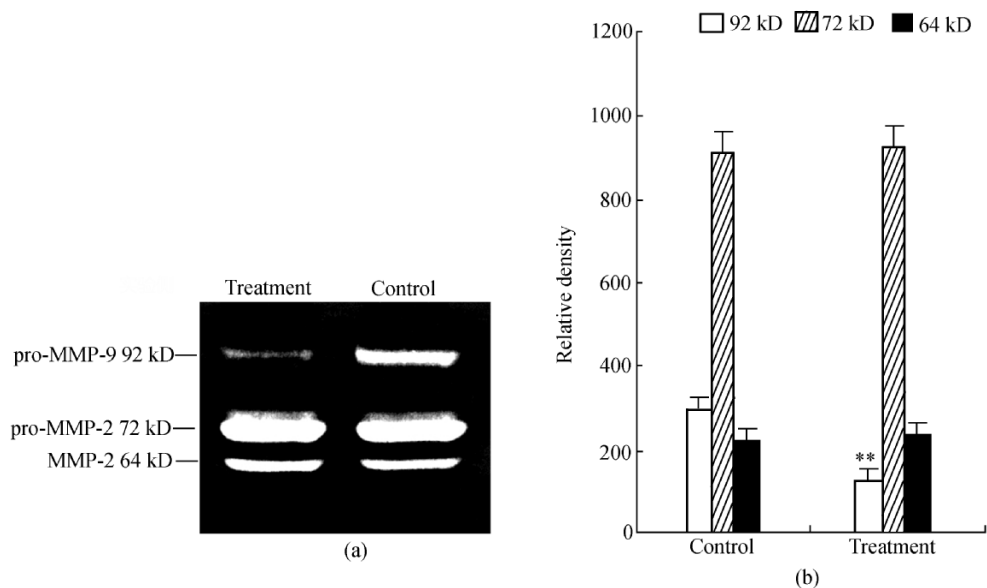 Treatment Control
pro-MMP-9 92 kD
pro-MMP-2 72 kD
MMP-2 64 kD
(a)
92 kD 72 kD 64 kD
1200
1000
800
600
400
200
0
Relative density
**
Control Treatment
(b)